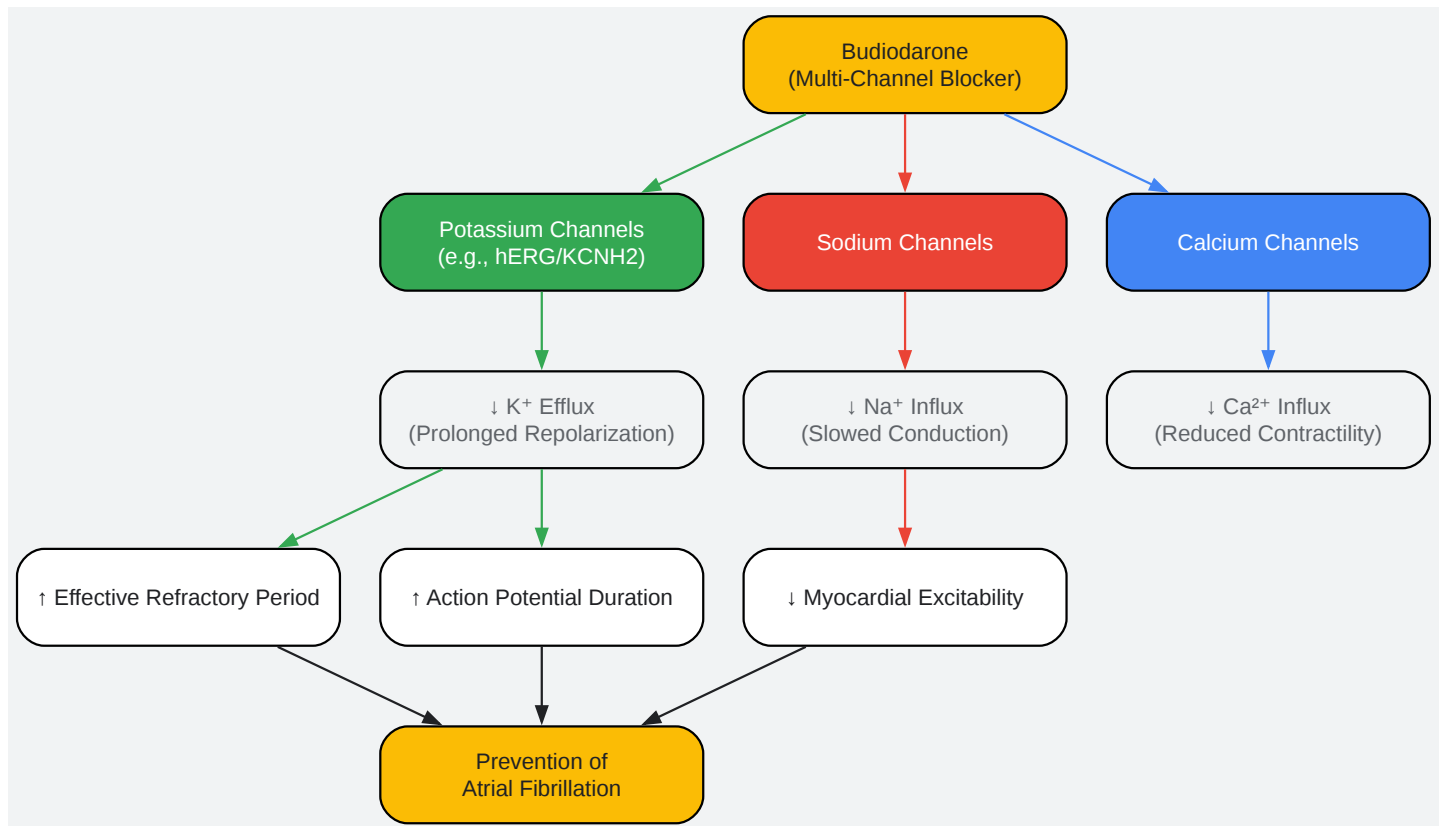 Budiodarone
(Multi-Channel Blocker)
Potassium Channels
(e.g., hERG/KCNH2)
Sodium Channels
Calcium Channels
↓ K⁺ Efflux
(Prolonged Repolarization)
↓ Na⁺ Influx
(Slowed Conduction)
↓ Ca²⁺ Influx
(Reduced Contractility)
↑ Effective Refractory Period
↑ Action Potential Duration
↓ Myocardial Excitability
Prevention of
Atrial Fibrillation